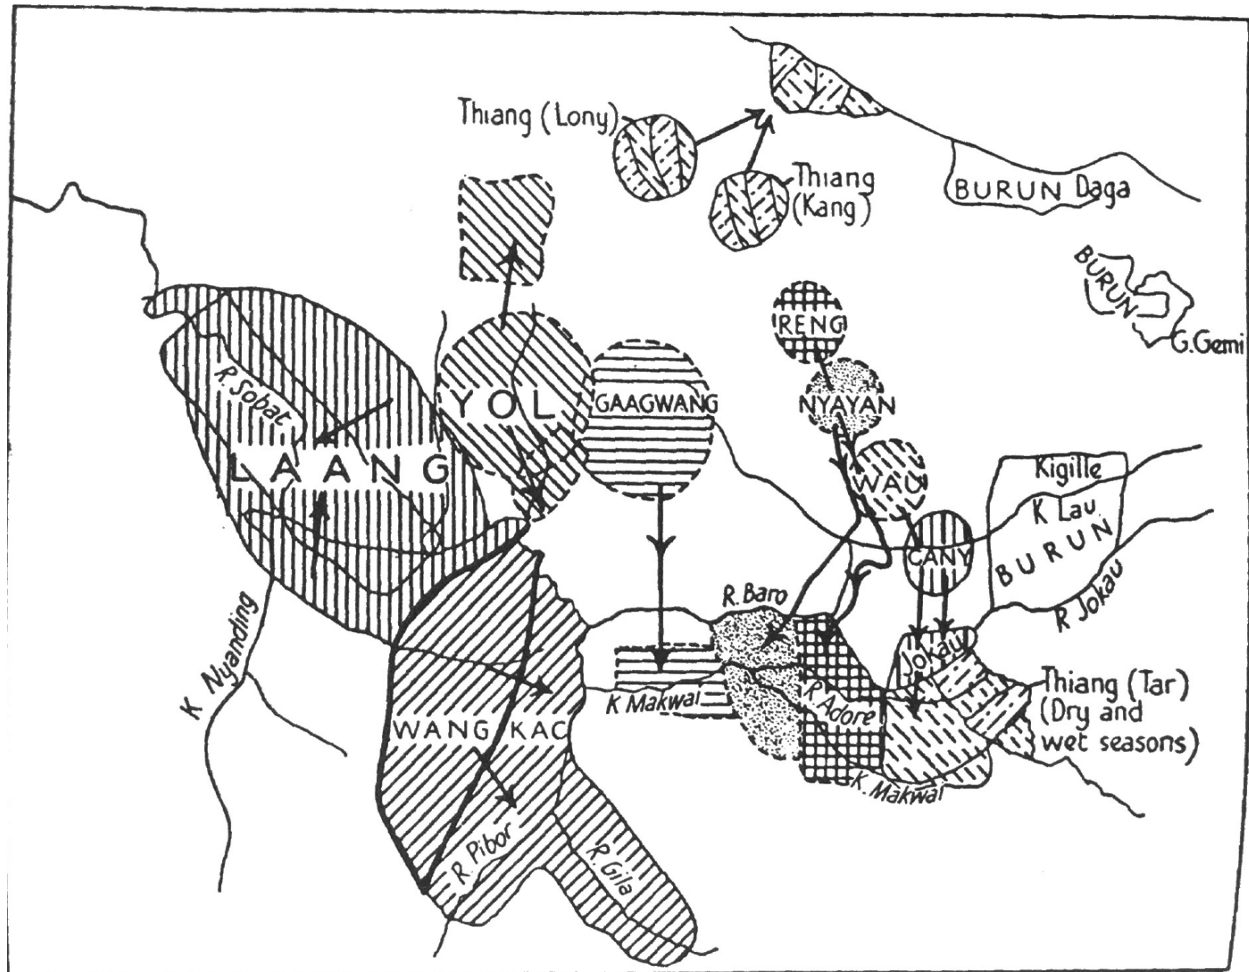 Thiang (Lony)
Thiang
(Kang)
BURUN Daga
BURUN
G.Gemi
RENG
R. Sobat
YOL
GAAGWANG
NYAYAN
LAANG
WAU
Kigille
K Lau
BURUN
CANY
R Jokau
R. Baro
K Nyanding
Jokau
Thiang (Tar)
(Dry and
wet seasons)
K Makwal
R Adore
WANG KAC
K. Makwal
R. Pibor
R. Gila